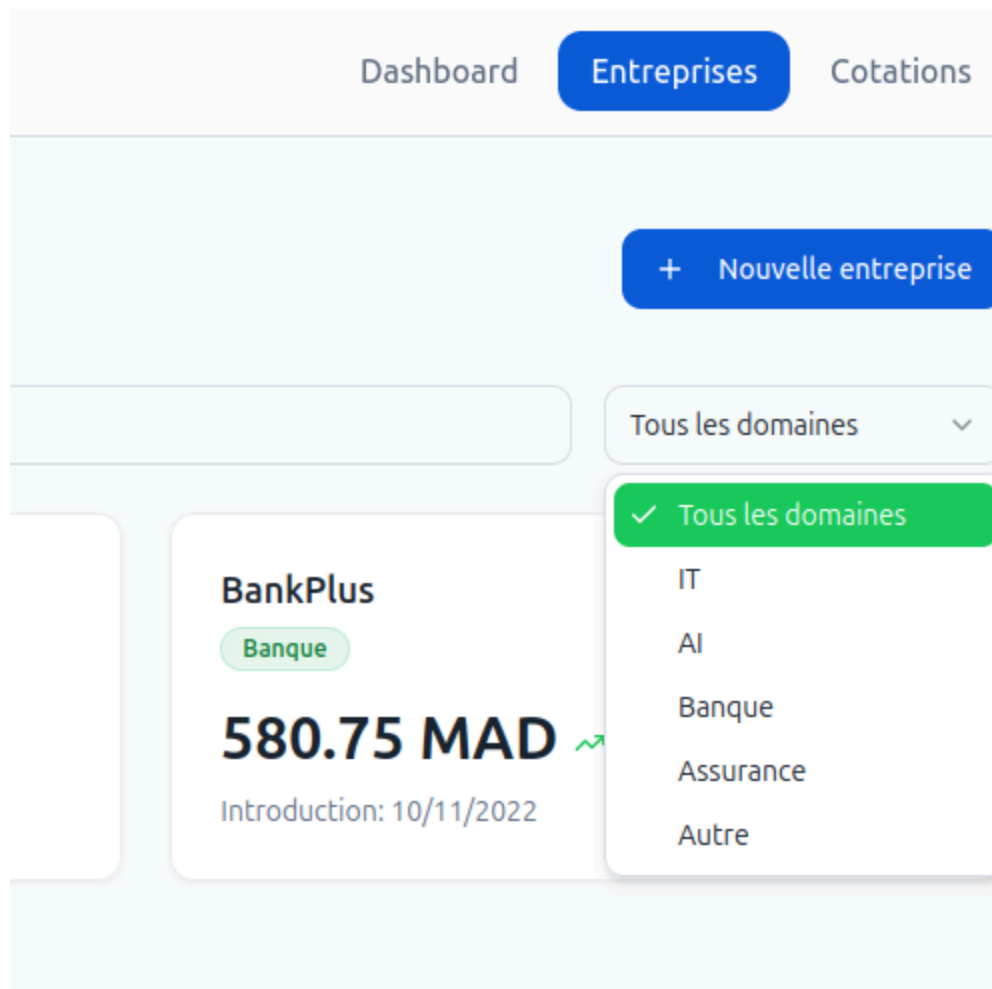 Dashboard Entreprises Cotations
+ Nouvelle entreprise
Tous les domaines
Tous les domaines
IT
AI
Banque
Assurance
Autre
BankPlus
Banque
580.75 MAD
Introduction: 10/11/2022